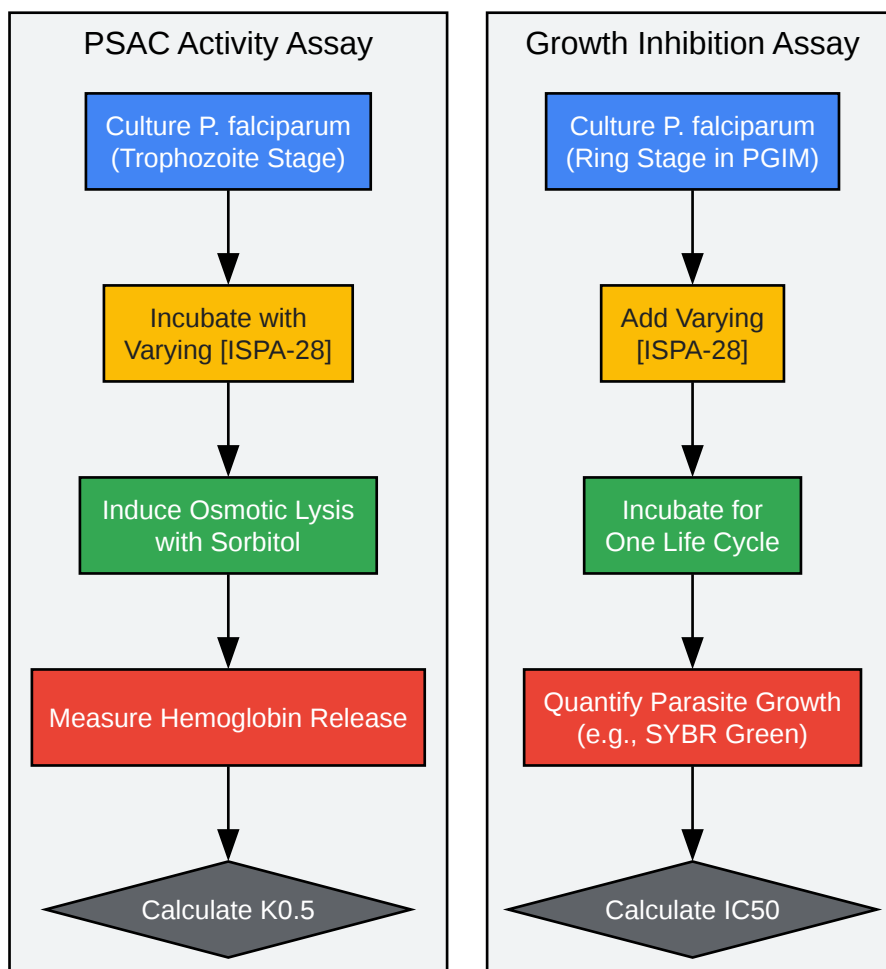 PSAC Activity Assay
Culture P. falciparum
(Trophozoite Stage)
Incubate with
Varying [ISPA-28]
Induce Osmotic Lysis
with Sorbitol
Measure Hemoglobin Release
Calculate K0.5
Growth Inhibition Assay
Culture P. falciparum
(Ring Stage in PGIM)
Add Varying
[ISPA-28]
Incubate for
One Life Cycle
Quantify Parasite Growth
(e.g., SYBR Green)
Calculate IC50